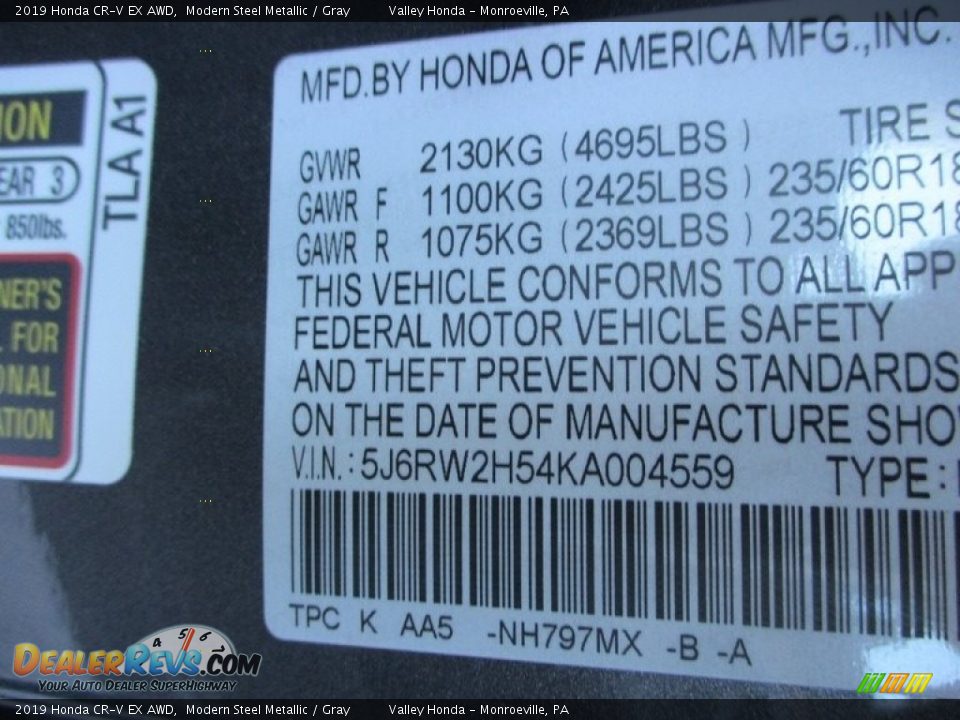 2019 Honda CR-V EX AWD, Modern Steel Metallic / Gray Valley Honda - Monroeville, PA
MFD.BY HONDA OF AMERICA MFG.,INC.
TIRE S
GVWR 2130KG (4695LBS )
GAWR F 1100KG (2425LBS ) 235/60R18
GAWR R 1075KG (2369LBS ) 235/60R18
THIS VEHICLE CONFORMS TO ALL APP
FEDERAL MOTOR VEHICLE SAFETY
AND THEFT PREVENTION STANDARDS
ON THE DATE OF MANUFACTURE SHO
V.I.N.:5J6RW2H54KA004559 TYPE:
TPC K AA5 -NH797MX -B -A
ION
EAR 3
850lbs.
NER'S
L FOR
ONAL
ATION
TLA A1
4 5 6
DEALERREVS.COM
YOUR AUTO DEALER SUPERHIGHWAY
2019 Honda CR-V EX AWD, Modern Steel Metallic / Gray Valley Honda - Monroeville, PA